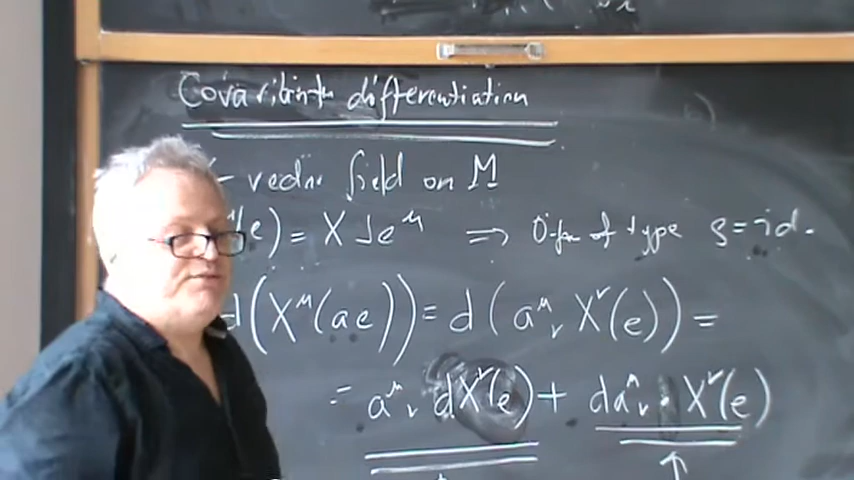 Covariant differentiation
- vector field on M
(e) = X ⌟ e^μ ⇒ 0-form of type ρ = id.
d(X^μ(ae)) = d(a^μ_ν X^ν(e)) =
= a^μ_ν dX^ν(e) + da^μ_ν · X^ν(e)